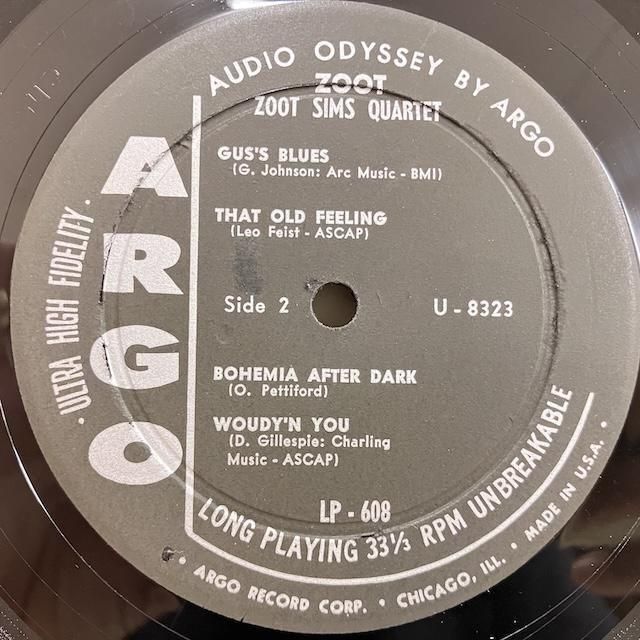 AUDIO ODYSSEY BY ARGO
ZOOT
ZOOT SIMS QUARTET
ARGO
· ULTRA HIGH FIDELITY ·
GUS'S BLUES
(G. Johnson: Arc Music - BMI)
THAT OLD FEELING
(Leo Feist - ASCAP)
Side 2
U - 8323
BOHEMIA AFTER DARK
(O. Pettiford)
WOUDY'N YOU
(D. Gillespie: Charling
Music - ASCAP)
LP - 608
LONG PLAYING 33⅓ RPM UNBREAKABLE
· ARGO RECORD CORP. · CHICAGO, ILL. · MADE IN U.S.A. ·